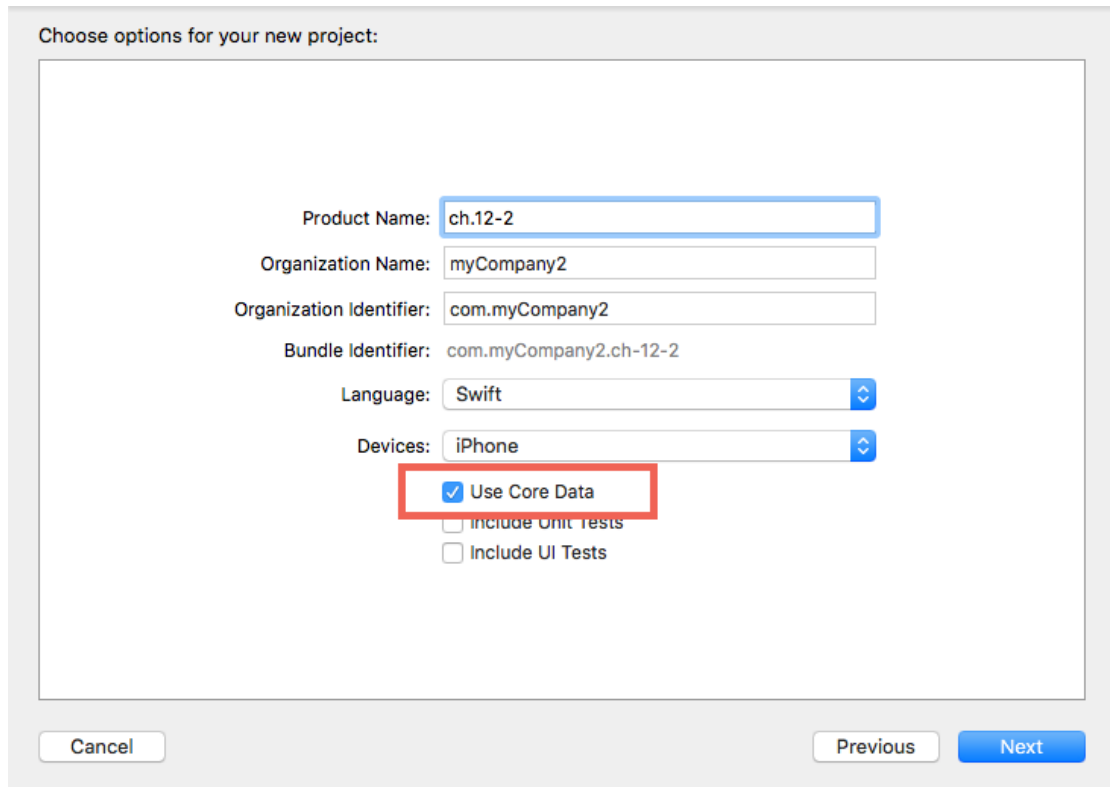 Choose options for your new project:
Product Name: ch.12-2
Organization Name: myCompany2
Organization Identifier: com.myCompany2
Bundle Identifier: com.myCompany2.ch-12-2
Language: Swift
Devices: iPhone
Use Core Data
Include Unit Tests
Include UI Tests
Cancel Previous Next